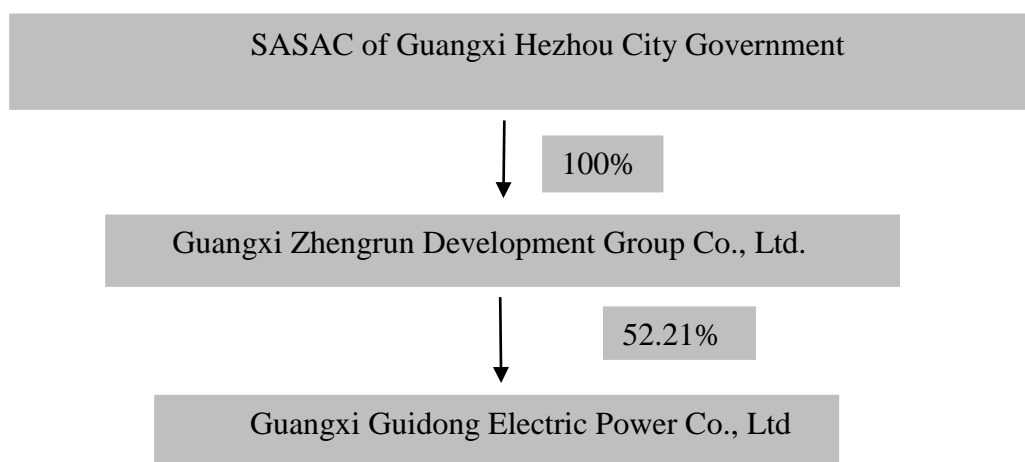 SASAC of Guangxi Hezhou City Government
100%
Guangxi Zhengrun Development Group Co., Ltd.
52.21%
Guangxi Guidong Electric Power Co., Ltd